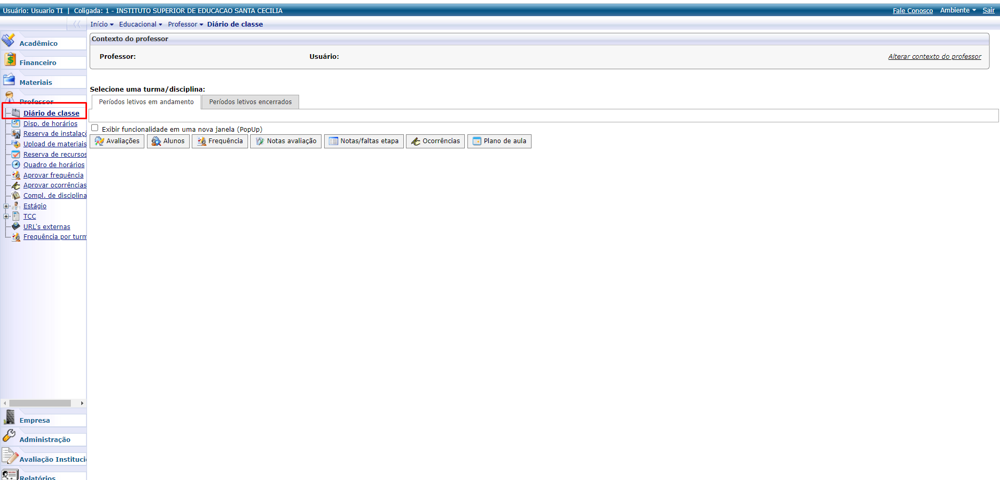 Usuário: Usuario TI | Coligada: 1 - INSTITUTO SUPERIOR DE EDUCACAO SANTA CECILIA
Fale Conosco Ambiente Sair
Início Educacional Professor Diário de classe
Acadêmico
Financeiro
Materiais
Professor
Diário de classe
Disp. de horários
Reserva de instalaç
Upload de materiais
Reserva de recursos
Quadro de horários
Aprovar frequência
Aprovar ocorrências
Compl. de disciplina
Estágio
TCC
URL's externas
Frequência por turm
Empresa
Administração
Avaliação Instituci
Relatórios
Contexto do professor
Professor: Usuário: Alterar contexto do professor
Selecione uma turma/disciplina:
Períodos letivos em andamento Períodos letivos encerrados
Exibir funcionalidade em uma nova janela (PopUp)
Avaliações Alunos Frequência Notas avaliação Notas/faltas etapa Ocorrências Plano de aula